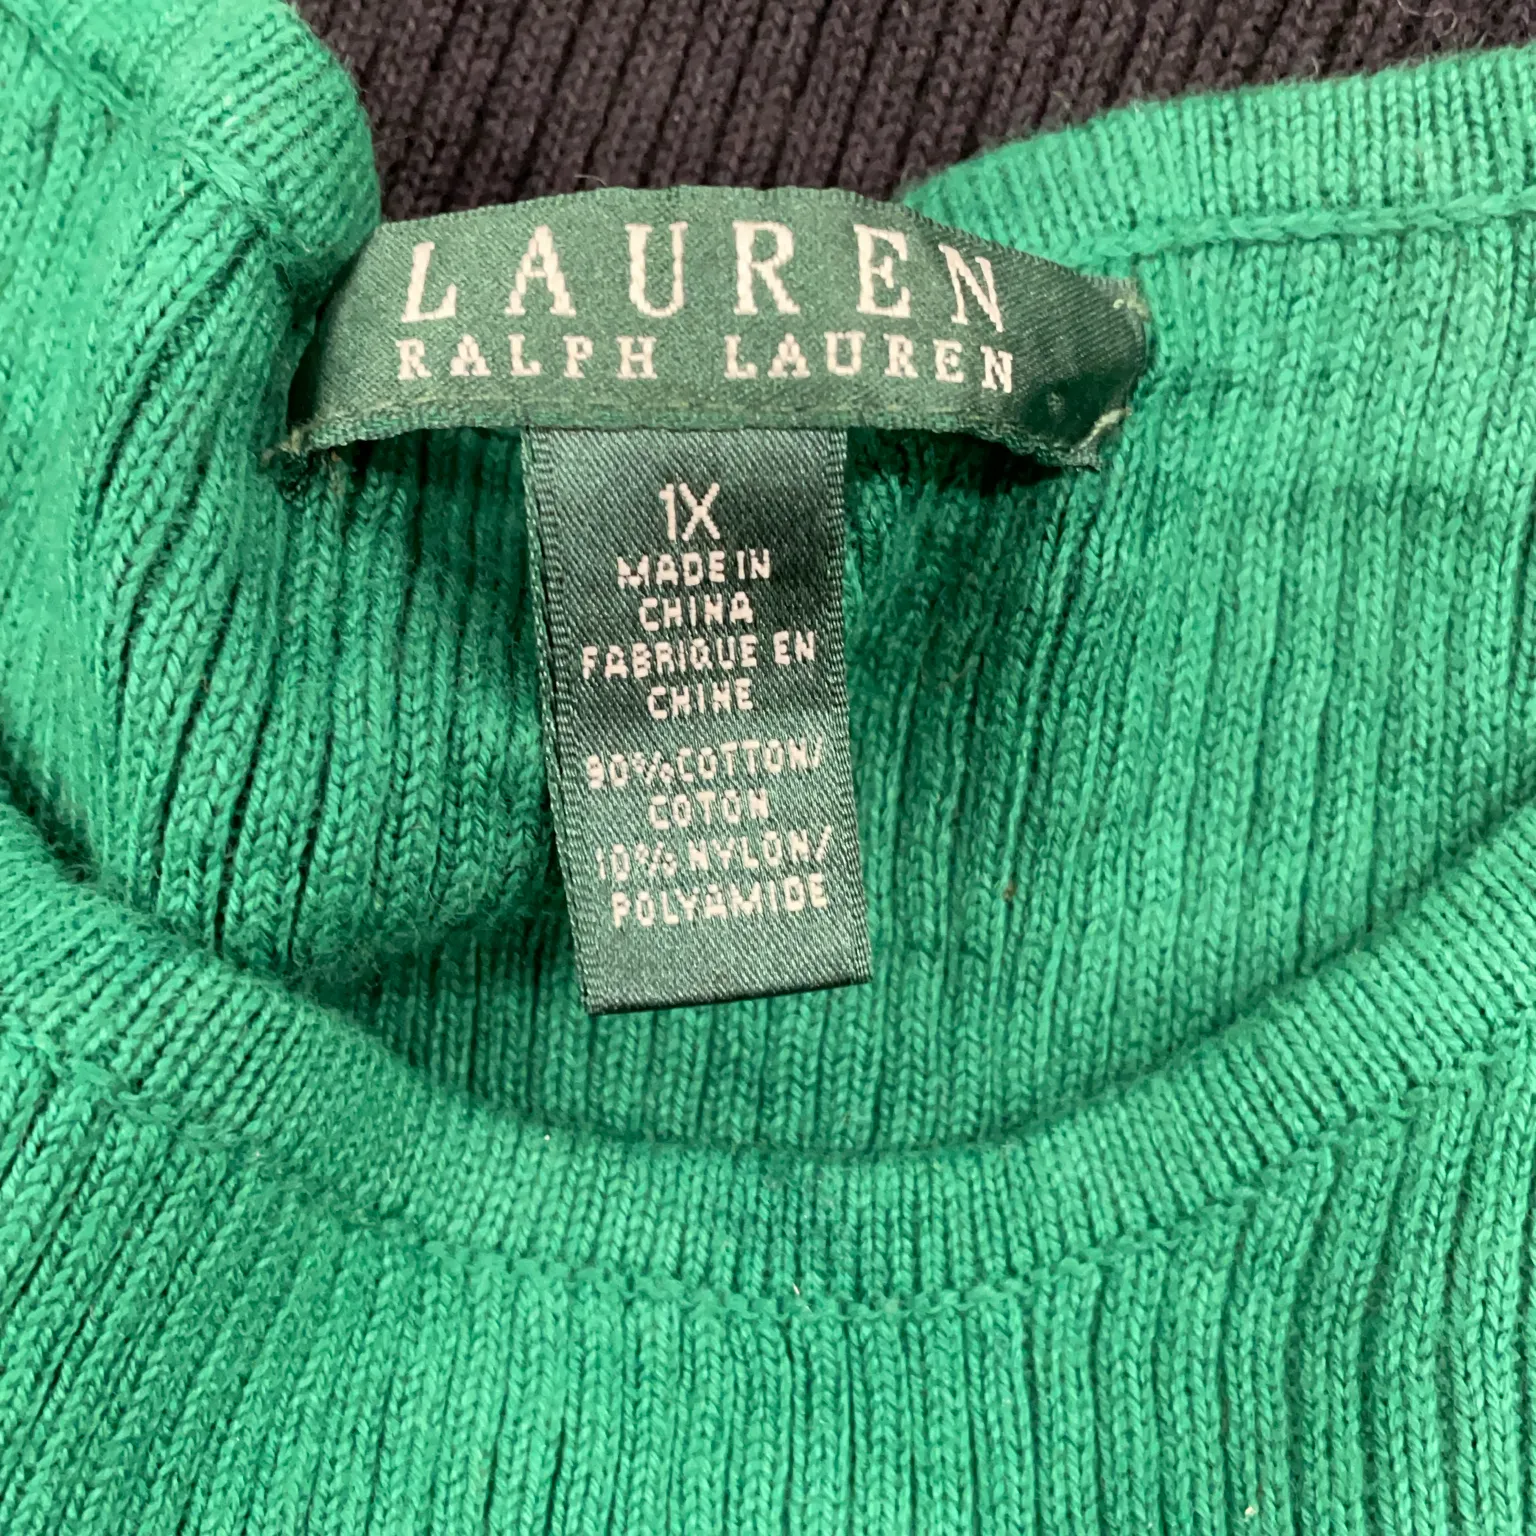 LAUREN
RALPH LAUREN
1X
MADE IN
CHINA
FABRIQUE EN
CHINE
90% COTTON/
COTON
10% NYLON/
POLYAMIDE